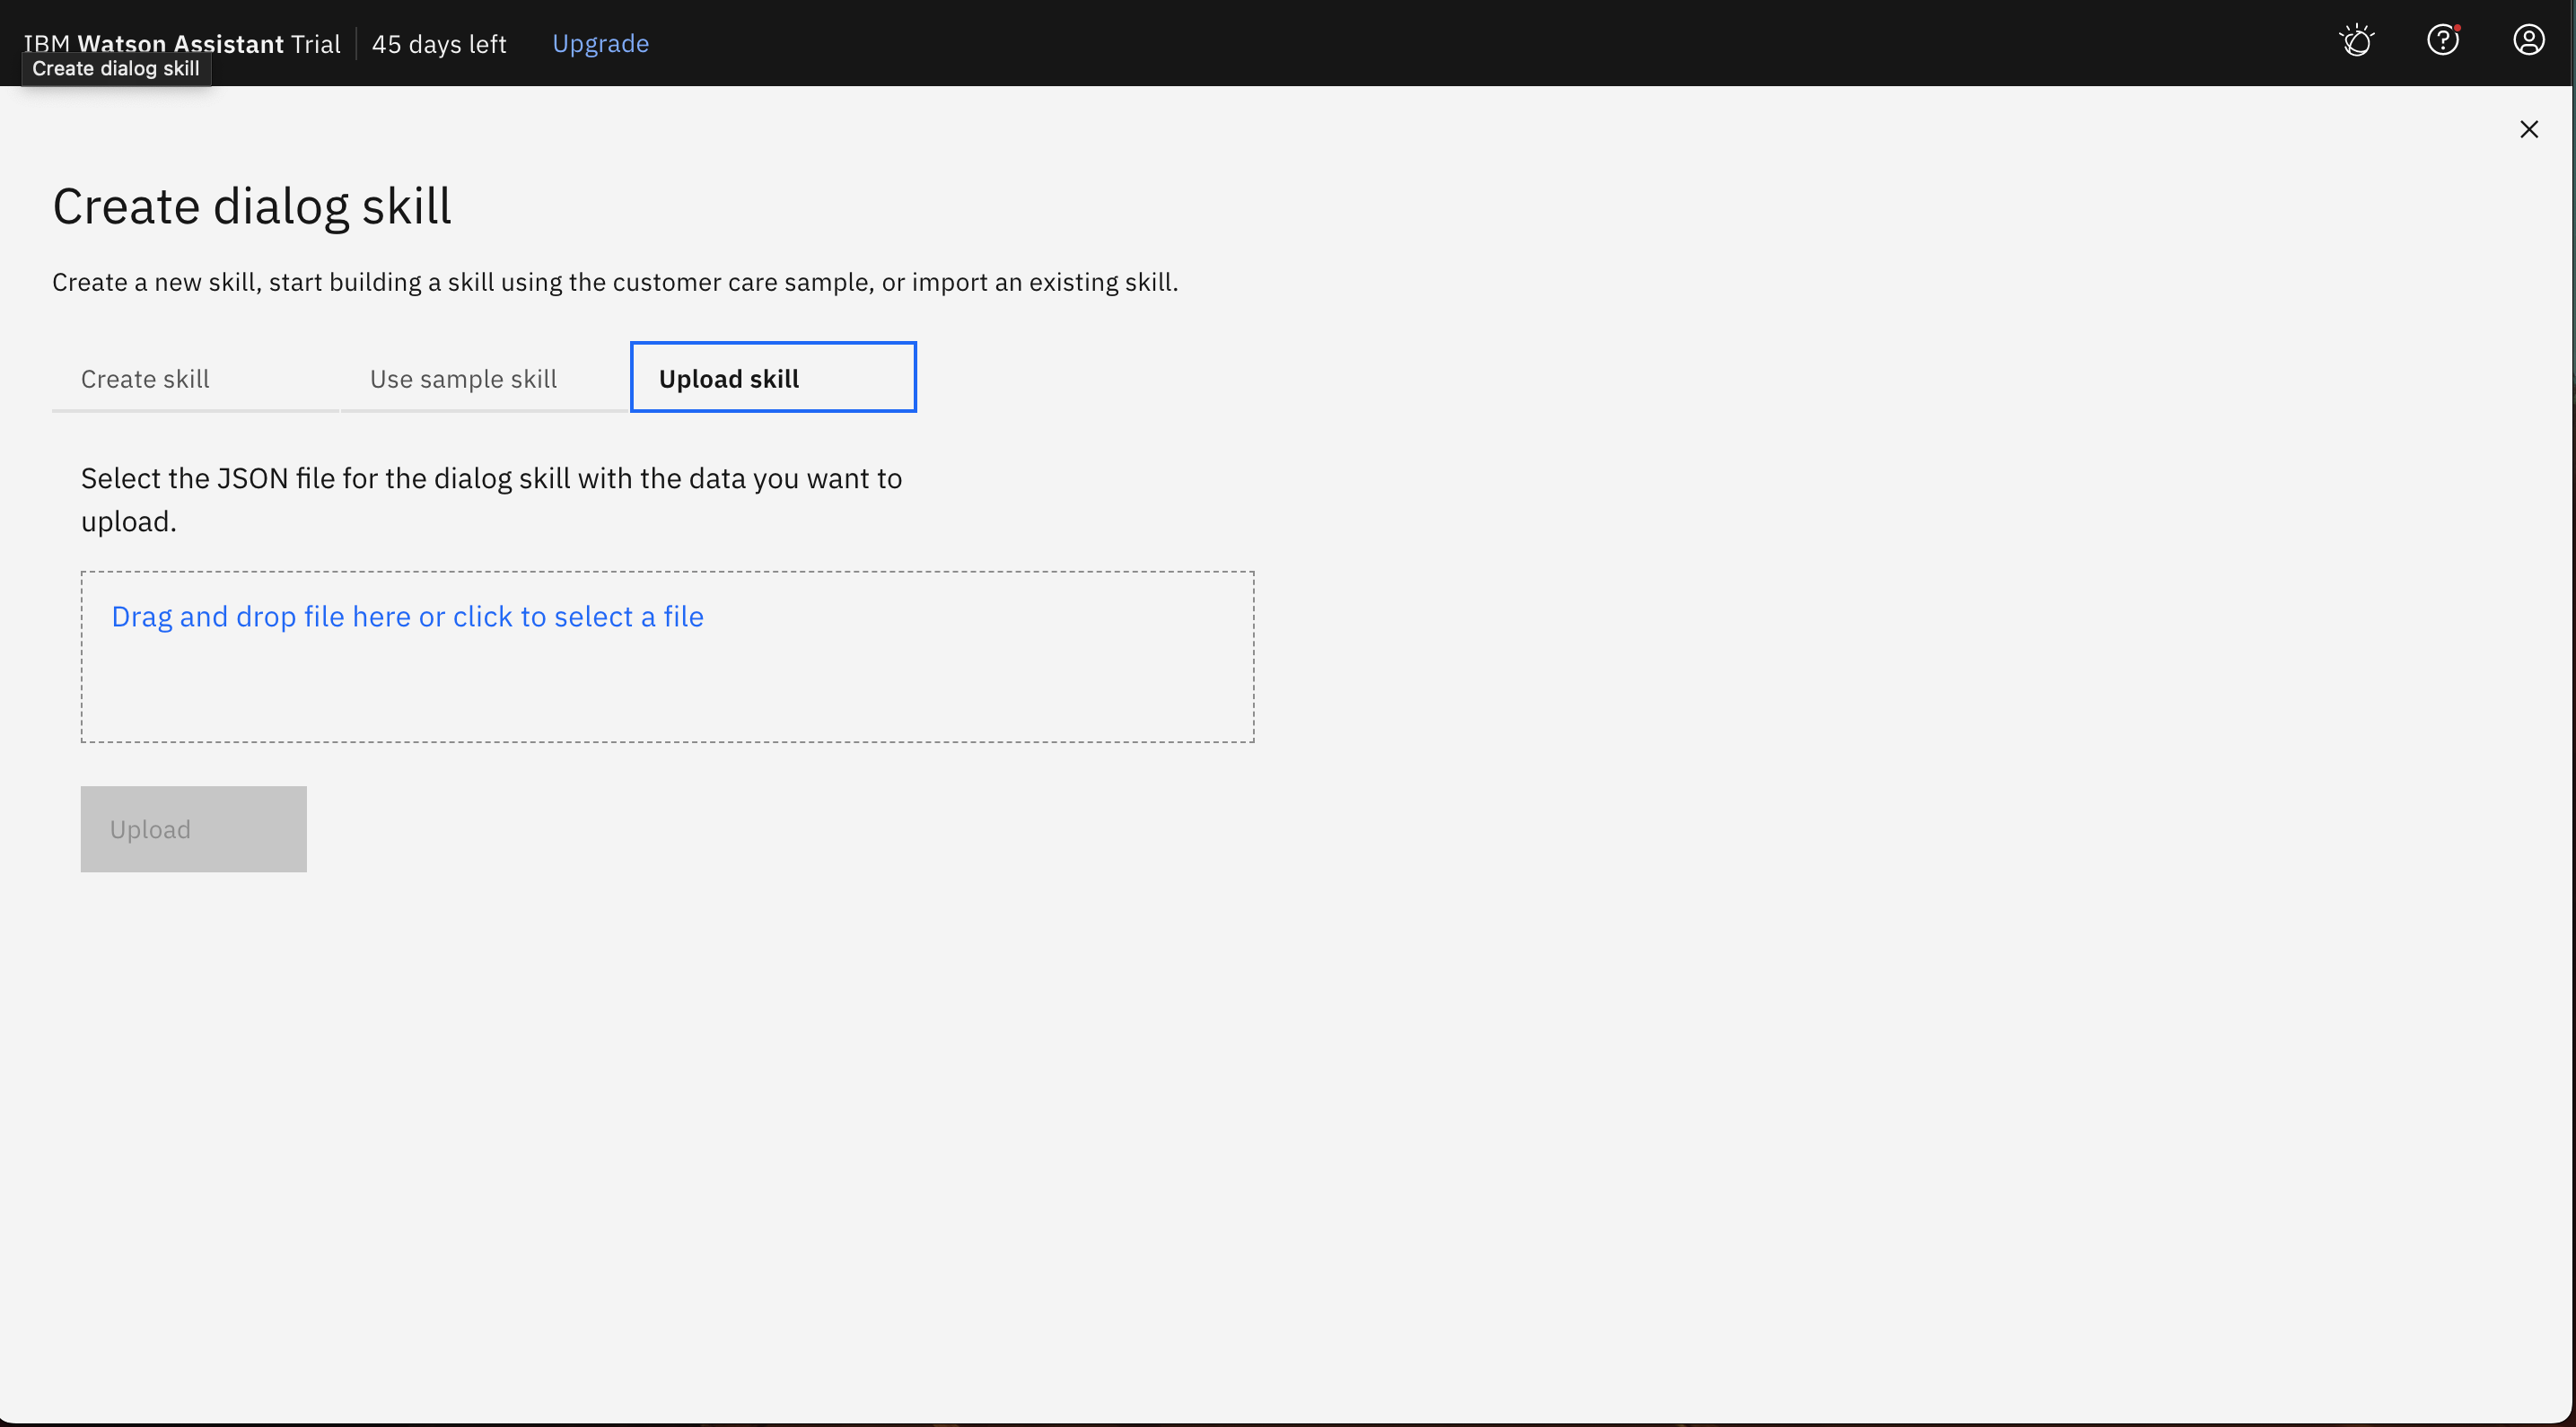 IBM Watson Assistant Trial 45 days left Upgrade
Create dialog skill
Create dialog skill
Create a new skill, start building a skill using the customer care sample, or import an existing skill.
Create skill Use sample skill Upload skill
Select the JSON file for the dialog skill with the data you want to
upload.
Drag and drop file here or click to select a file
Upload